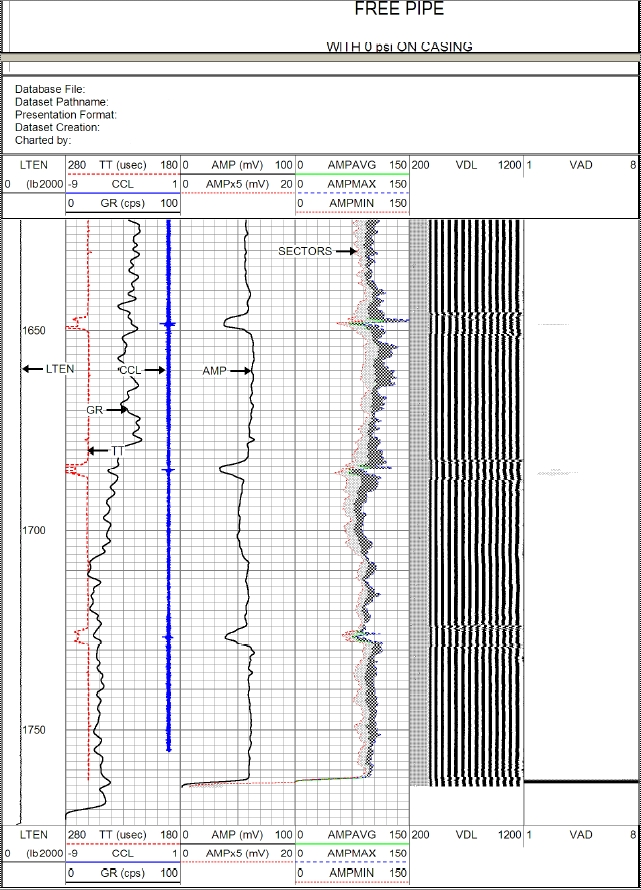 FREE PIPE
WITH 0 psi ON CASING
Database File:
Dataset Pathname:
Presentation Format:
Dataset Creation:
Charted by:
LTEN 280 TT (usec) 180 0 AMP (mV) 100 0 AMPAVG 150 200 VDL 1200 1 VAD 8
0 (lb2000 -9 CCL 1 0 AMPx5 (mV) 20 0 AMPMAX 150
0 GR (cps) 100 0 AMPMIN 150
SECTORS
1650
LTEN CCL AMP
GR
TT
1700
1750
LTEN 280 TT (usec) 180 0 AMP (mV) 100 0 AMPAVG 150 200 VDL 1200 1 VAD 8
0 (lb2000 -9 CCL 1 0 AMPx5 (mV) 20 0 AMPMAX 150
0 GR (cps) 100 0 AMPMIN 150